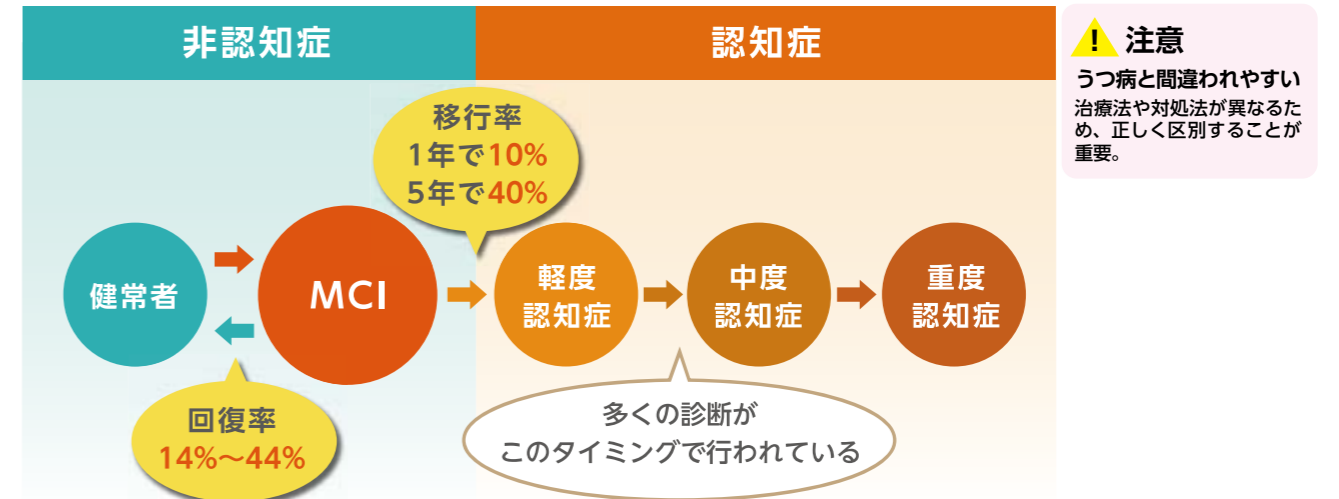 非認知症
認知症
移行率
1年で10%
5年で40%
健常者
MCI
軽度
認知症
中度
認知症
重度
認知症
回復率
14%〜44%
多くの診断が
このタイミングで行われている
! 注意
うつ病と間違われやすい
治療法や対処法が異なるた
め、正しく区別することが
重要。